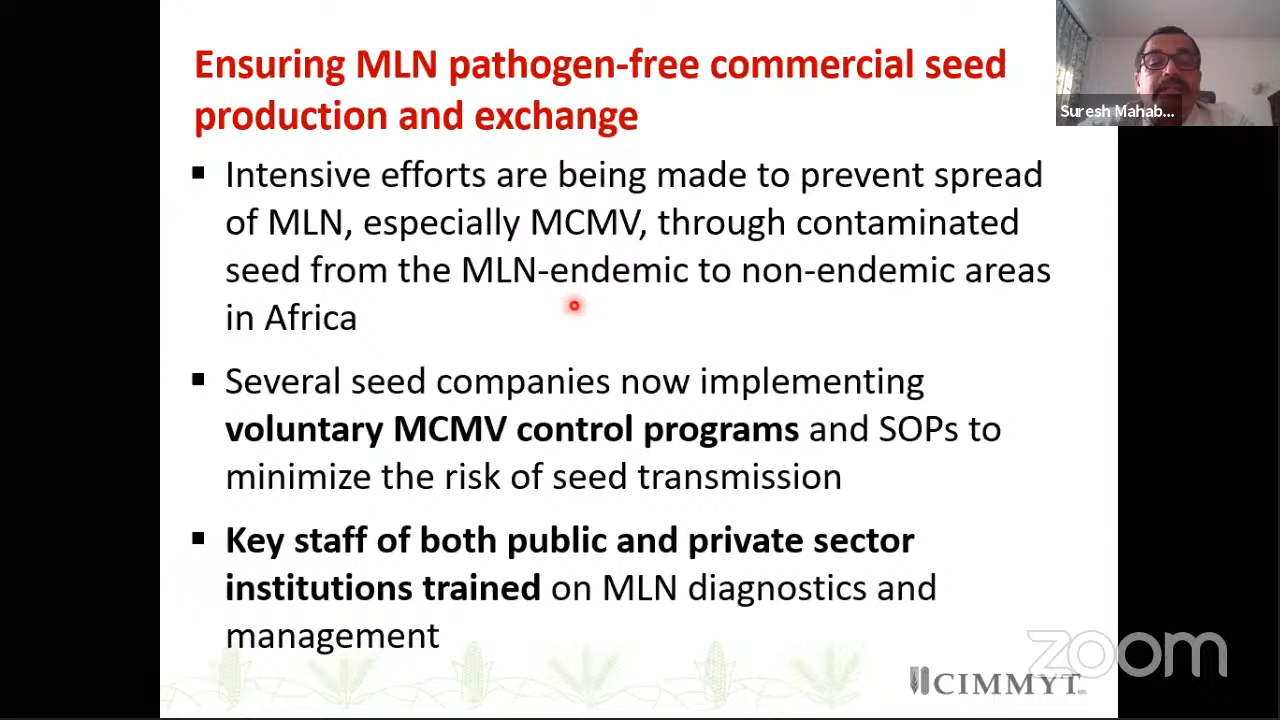 Ensuring MLN pathogen-free commercial seed
production and exchange
Suresh Mahab...
▪ Intensive efforts are being made to prevent spread
of MLN, especially MCMV, through contaminated
seed from the MLN-endemic to non-endemic areas
in Africa
▪ Several seed companies now implementing
voluntary MCMV control programs and SOPs to
minimize the risk of seed transmission
▪ Key staff of both public and private sector
institutions trained on MLN diagnostics and
management
CIMMYT
zoom